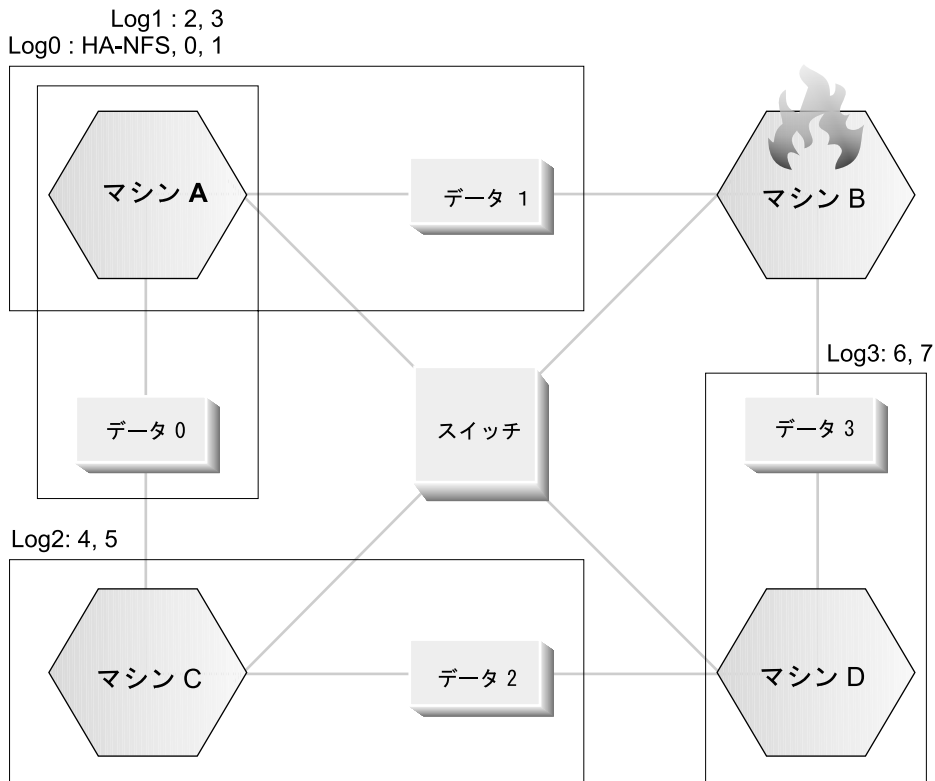 Log1 : 2, 3
Log0 : HA-NFS, 0, 1
マシン A
データ 1
マシン B
Log3: 6, 7
データ 0
スイッチ
データ 3
Log2: 4, 5
マシン C
データ 2
マシン D